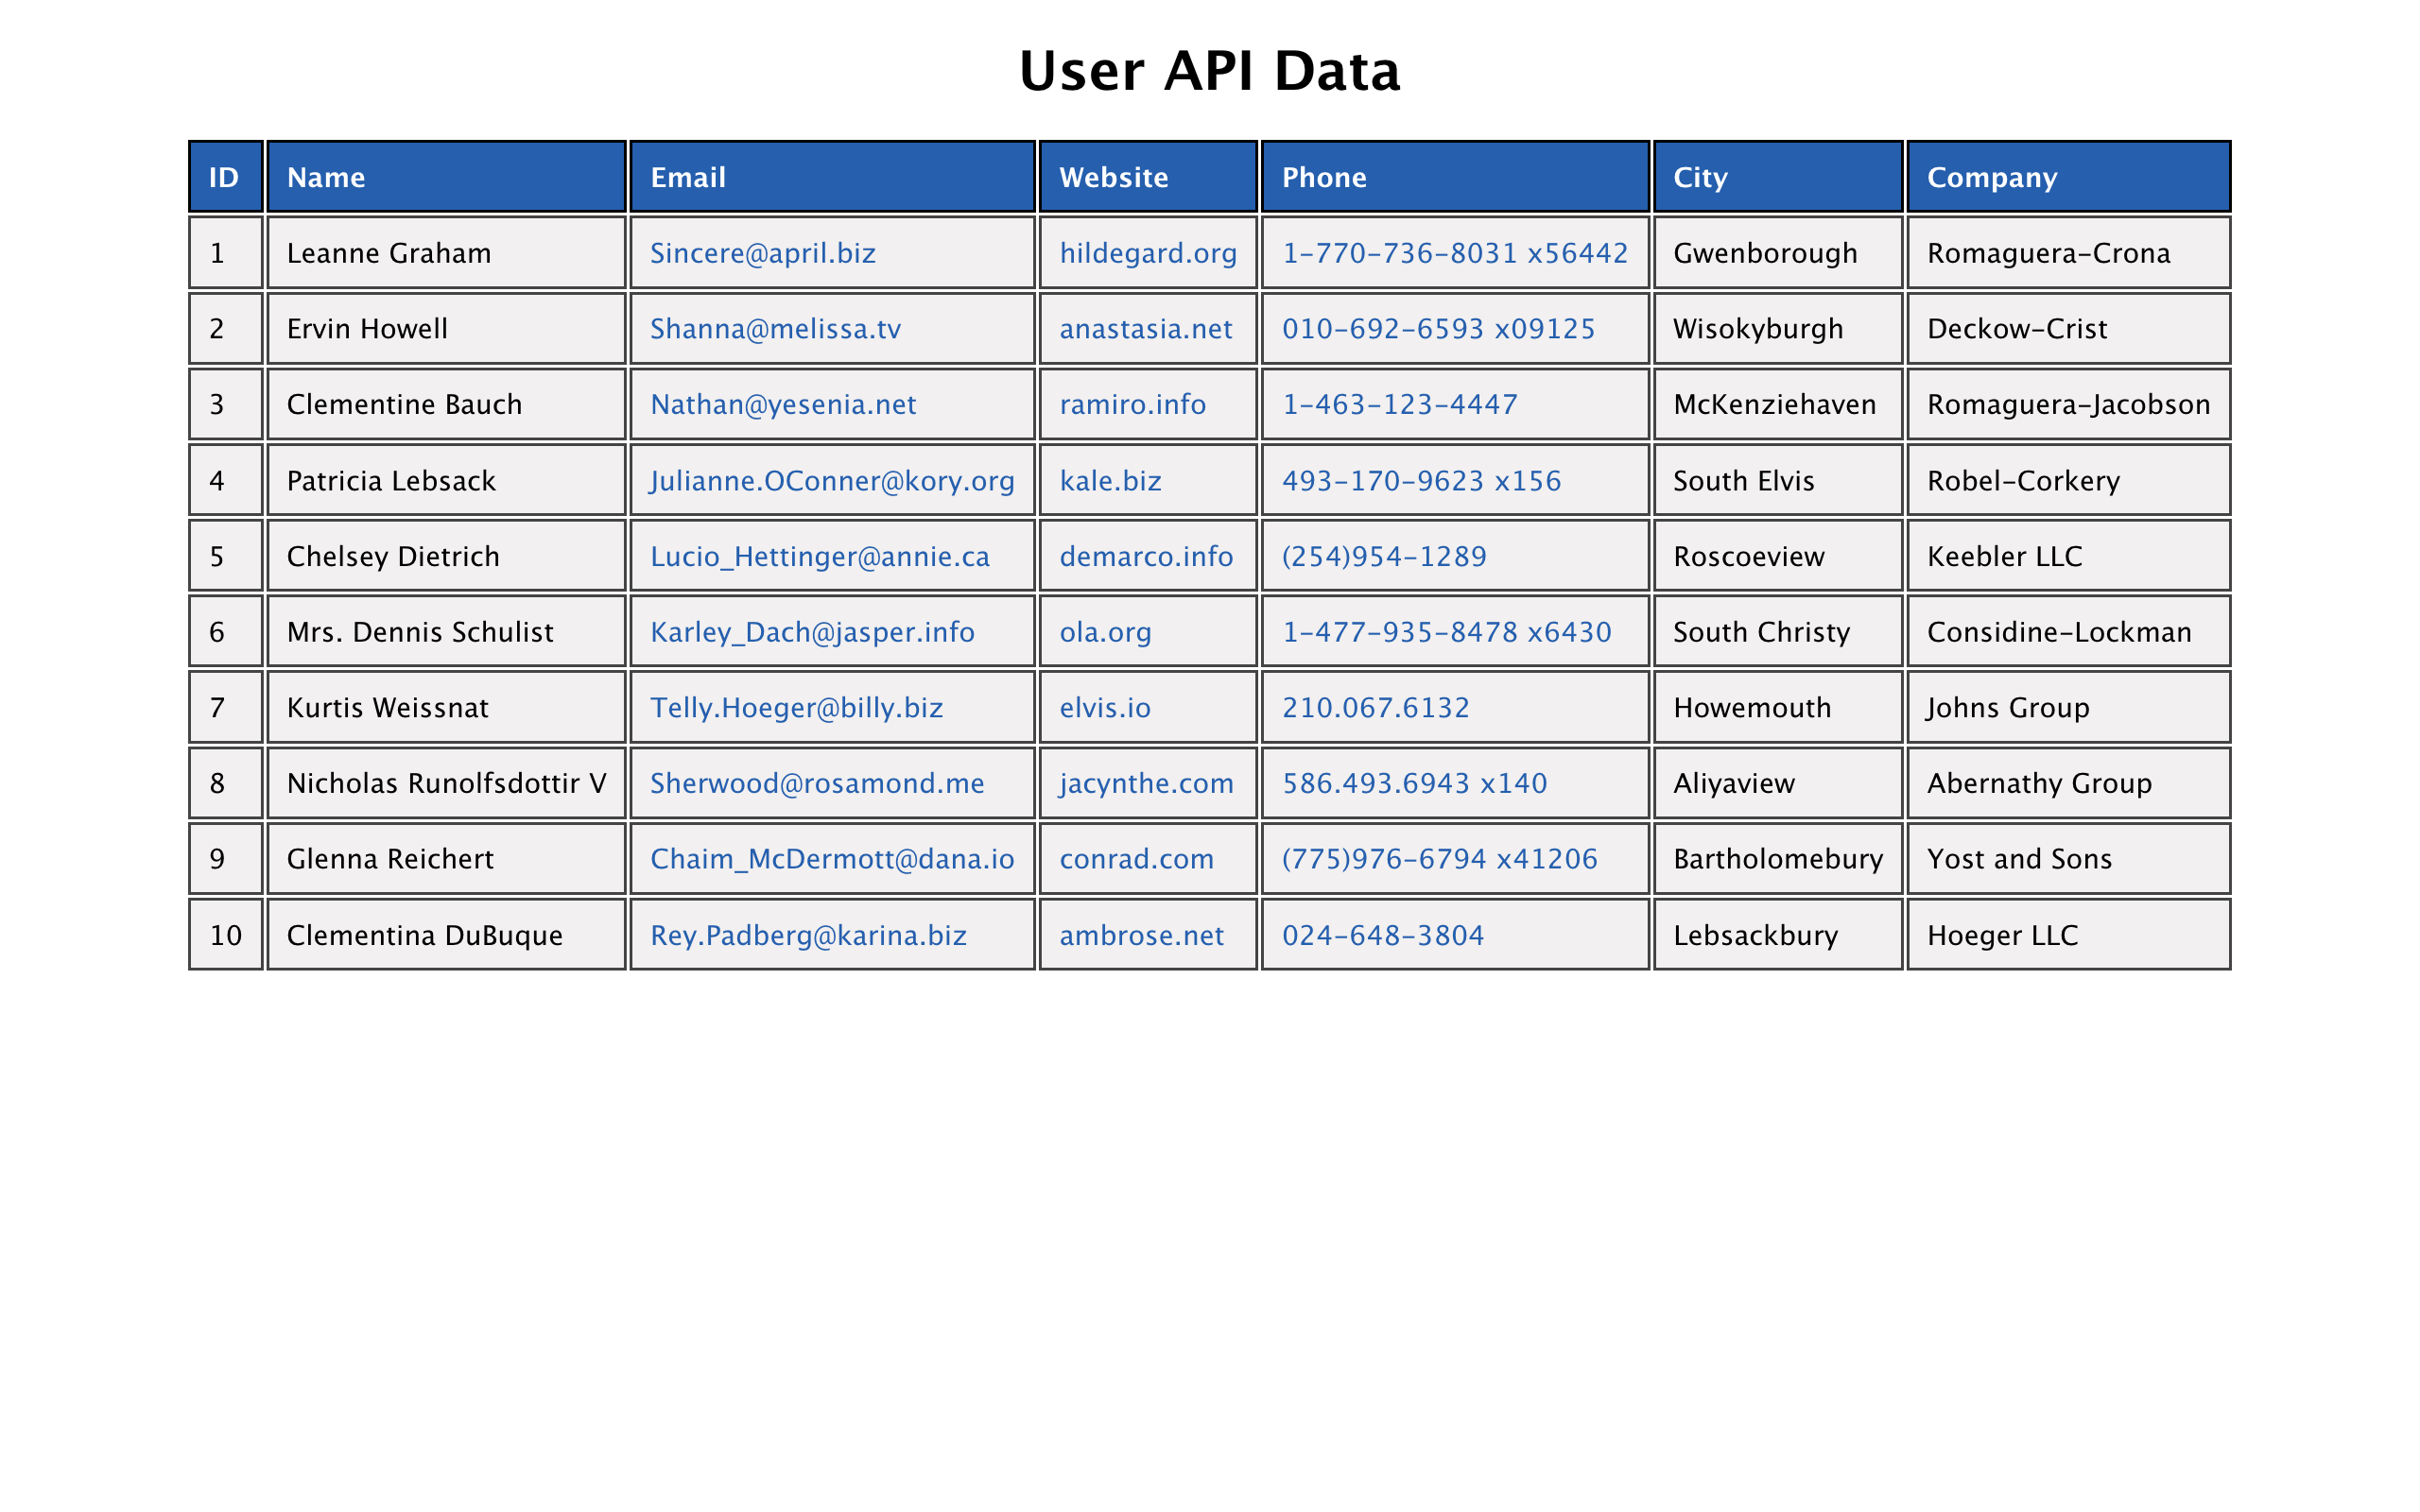 User API Data
ID Name Email Website Phone City Company
1 Leanne Graham Sincere@april.biz hildegard.org 1-770-736-8031 x56442 Gwenborough Romaguera-Crona
2 Ervin Howell Shanna@melissa.tv anastasia.net 010-692-6593 x09125 Wisokyburgh Deckow-Crist
3 Clementine Bauch Nathan@yesenia.net ramiro.info 1-463-123-4447 McKenziehaven Romaguera-Jacobson
4 Patricia Lebsack Julianne.OConner@kory.org kale.biz 493-170-9623 x156 South Elvis Robel-Corkery
5 Chelsey Dietrich Lucio_Hettinger@annie.ca demarco.info (254)954-1289 Roscoeview Keebler LLC
6 Mrs. Dennis Schulist Karley_Dach@jasper.info ola.org 1-477-935-8478 x6430 South Christy Considine-Lockman
7 Kurtis Weissnat Telly.Hoeger@billy.biz elvis.io 210.067.6132 Howemouth Johns Group
8 Nicholas Runolfsdottir V Sherwood@rosamond.me jacynthe.com 586.493.6943 x140 Aliyaview Abernathy Group
9 Glenna Reichert Chaim_McDermott@dana.io conrad.com (775)976-6794 x41206 Bartholomebury Yost and Sons
10 Clementina DuBuque Rey.Padberg@karina.biz ambrose.net 024-648-3804 Lebsackbury Hoeger LLC